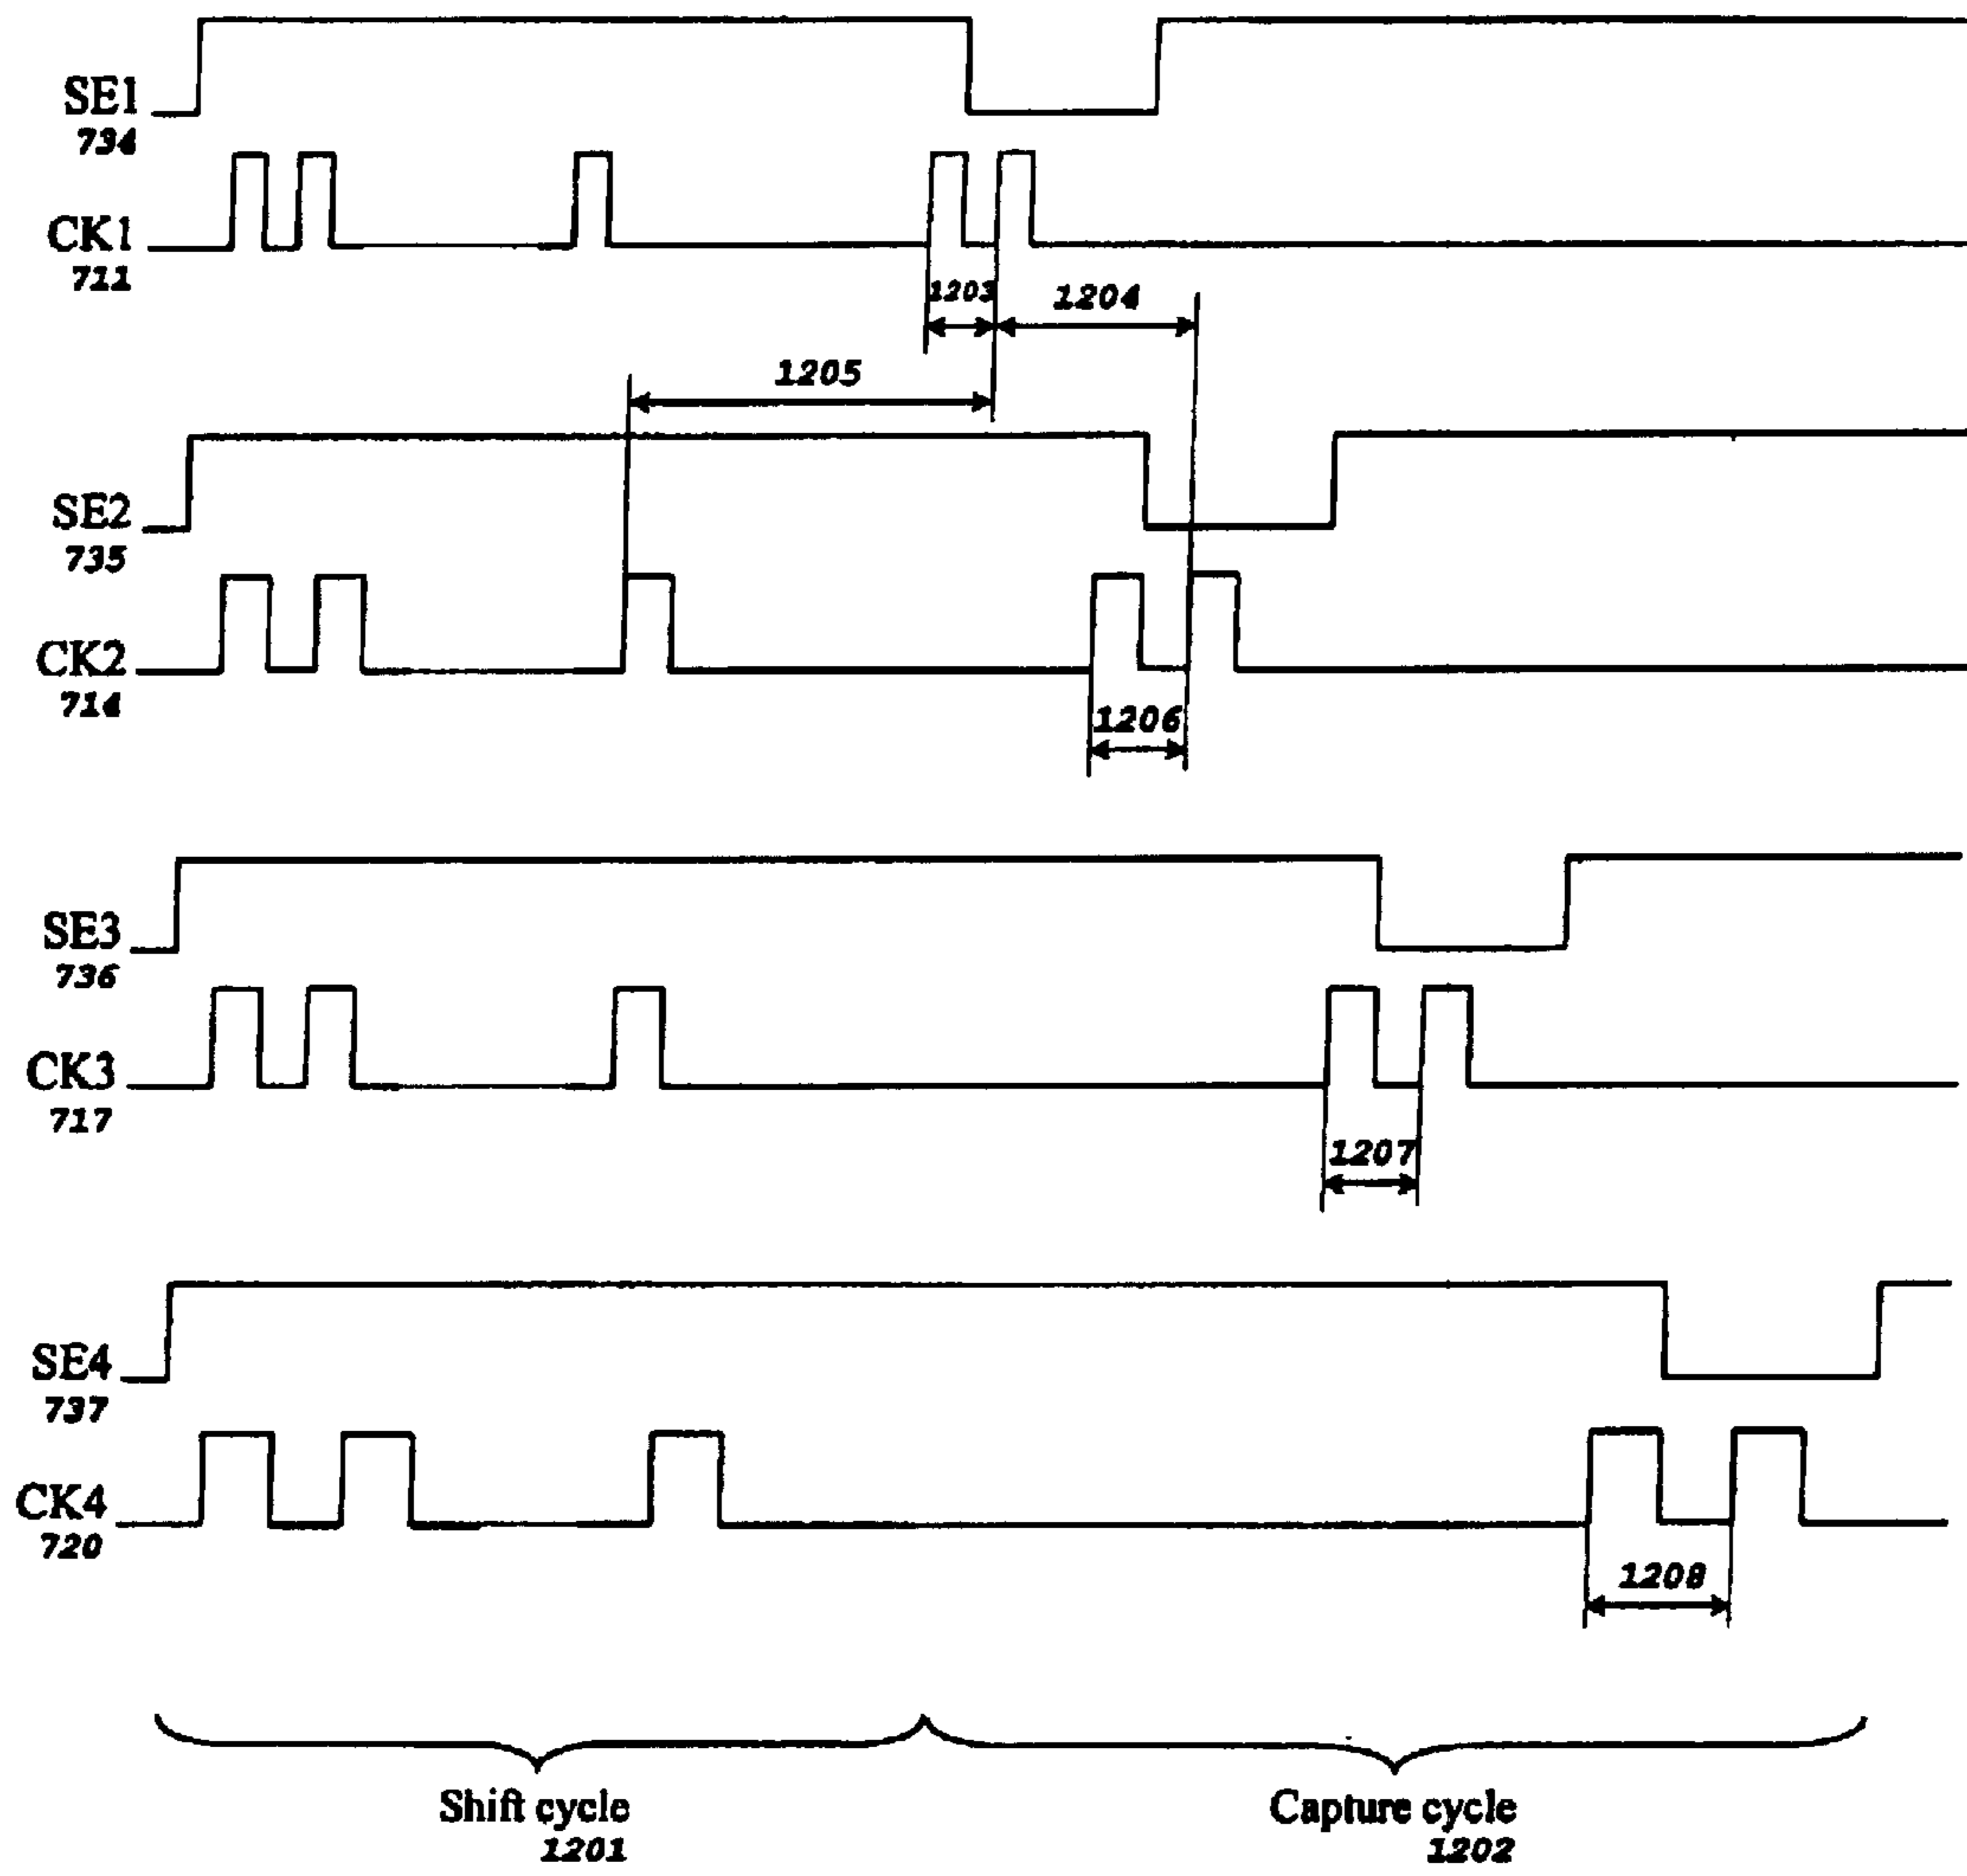 SE1
734
CK1
711
1203
1204
1205
SE2
735
CK2
714
1206
SE3
736
CK3
717
1207
SE4
737
CK4
720
1208
Shift cycle
1201
Capture cycle
1202